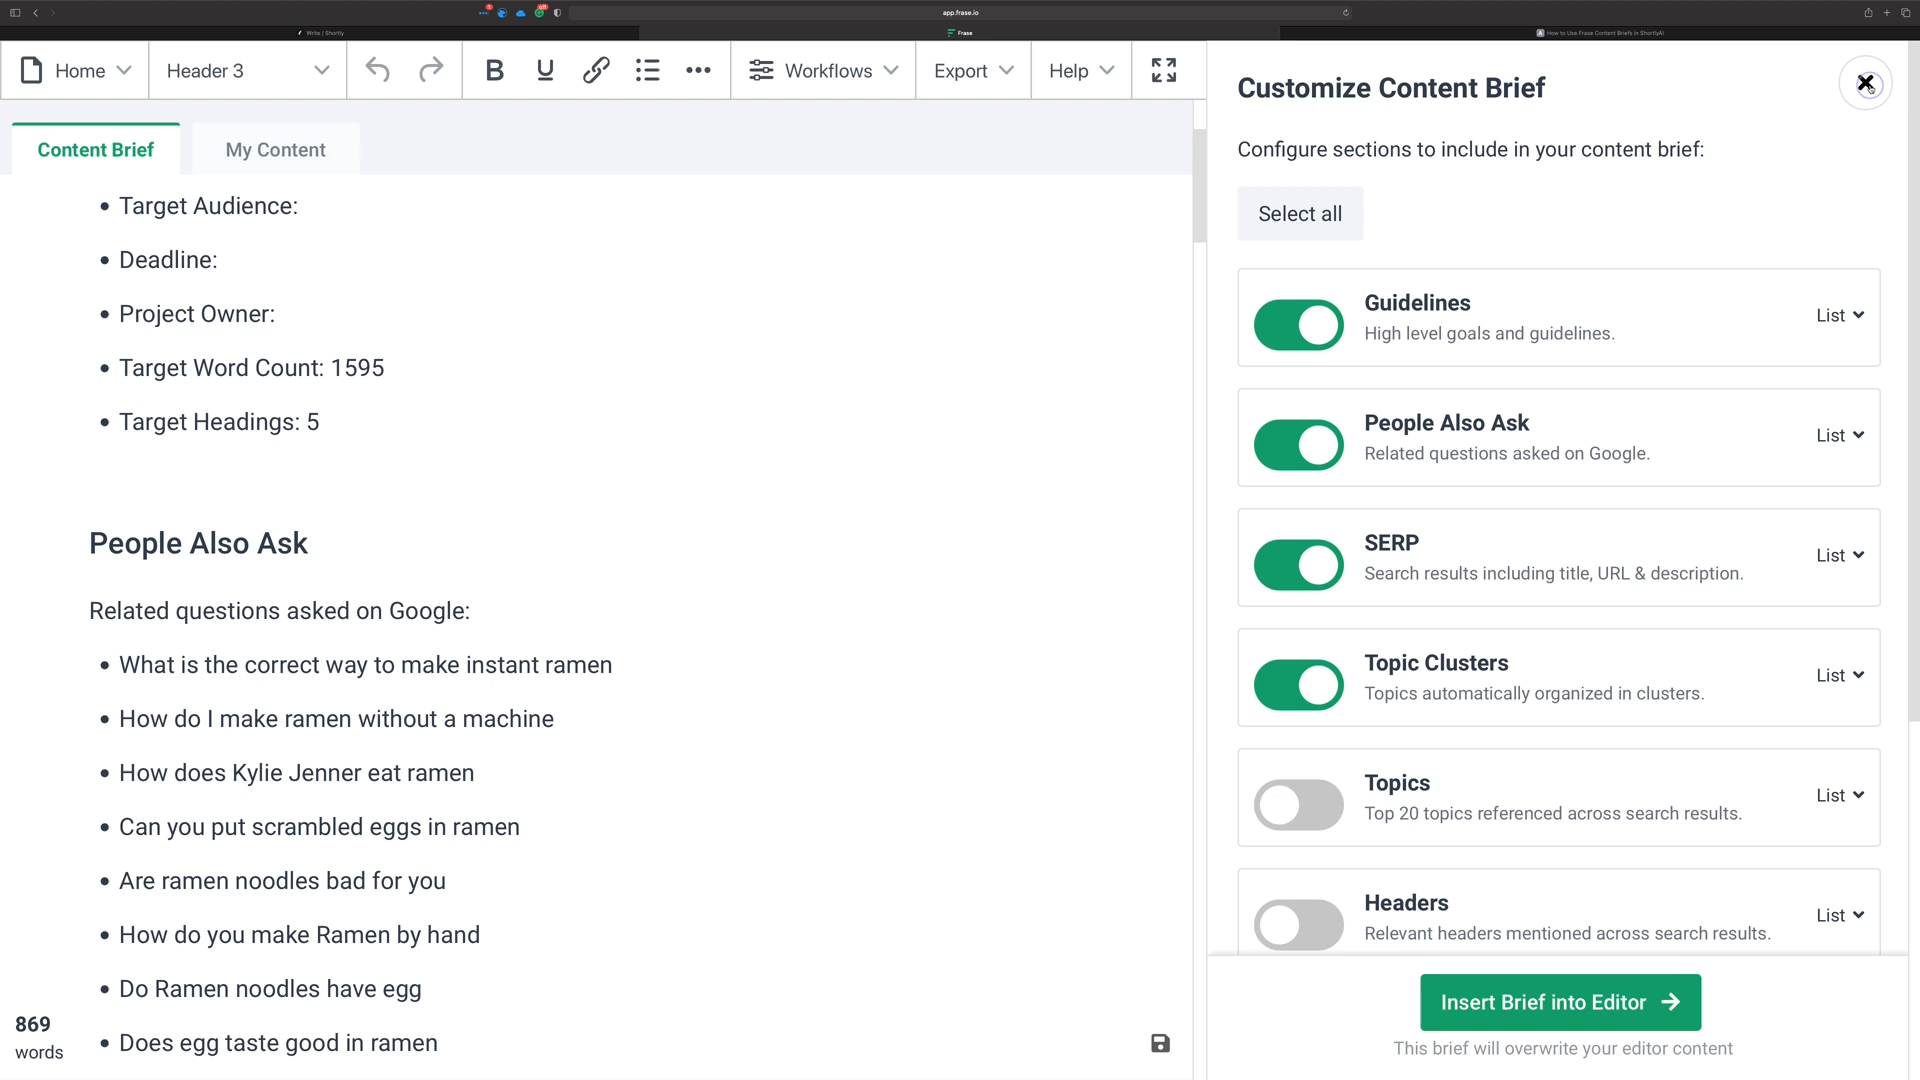 app.frase.io
Write / Shortly
Frase
How to Use Frase Content Briefs in ShortlyAI
Home
Header 3
B
U
Workflows
Export
Help
Content Brief
My Content
• Target Audience:
• Deadline:
• Project Owner:
• Target Word Count: 1595
• Target Headings: 5
People Also Ask
Related questions asked on Google:
• What is the correct way to make instant ramen
• How do I make ramen without a machine
• How does Kylie Jenner eat ramen
• Can you put scrambled eggs in ramen
• Are ramen noodles bad for you
• How do you make Ramen by hand
• Do Ramen noodles have egg
• Does egg taste good in ramen
869
words
Customize Content Brief
Configure sections to include in your content brief:
Select all
Guidelines
High level goals and guidelines.
List
People Also Ask
Related questions asked on Google.
List
SERP
Search results including title, URL & description.
List
Topic Clusters
Topics automatically organized in clusters.
List
Topics
Top 20 topics referenced across search results.
List
Headers
Relevant headers mentioned across search results.
List
Insert Brief into Editor →
This brief will overwrite your editor content